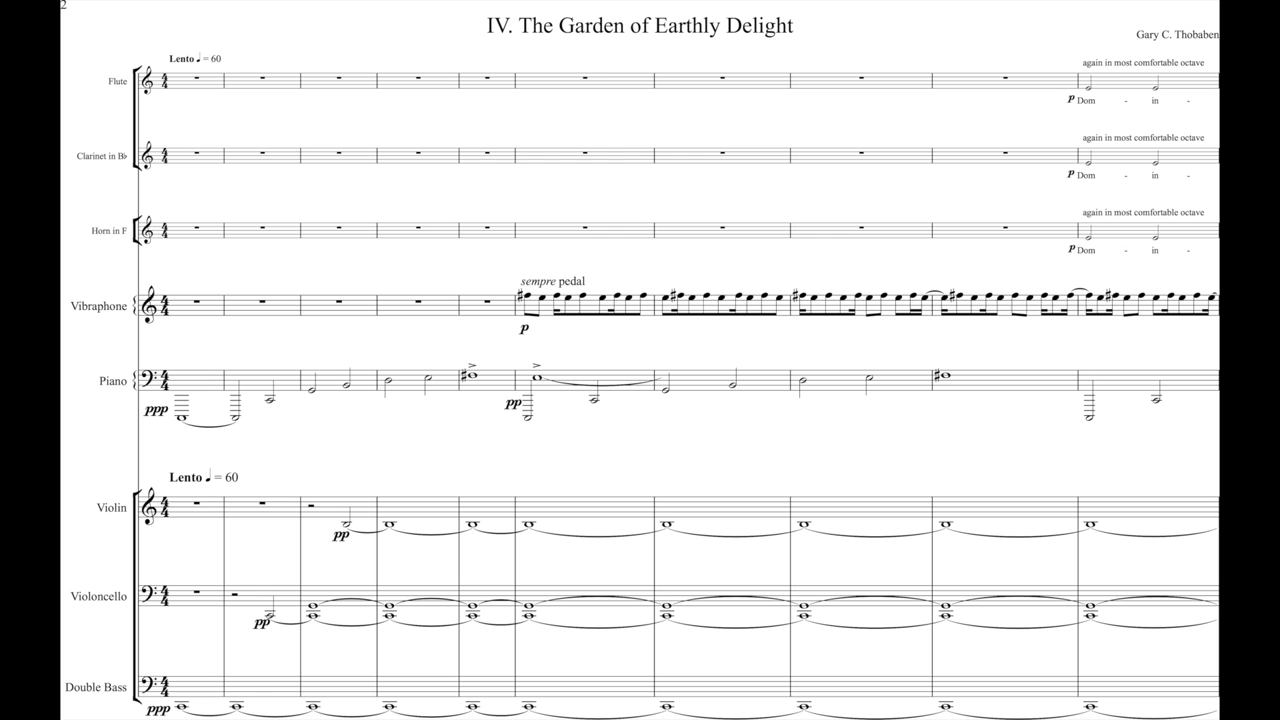 2
IV. The Garden of Earthly Delight
Gary C. Thobaben
Lento ♩ = 60
again in most comfortable octave
Flute
p Dom - in -
again in most comfortable octave
Clarinet in B♭
p Dom - in -
again in most comfortable octave
Horn in F
p Dom - in -
sempre pedal
Vibraphone
p
Piano
ppp
pp
Lento ♩ = 60
Violin
pp
Violoncello
pp
Double Bass
ppp